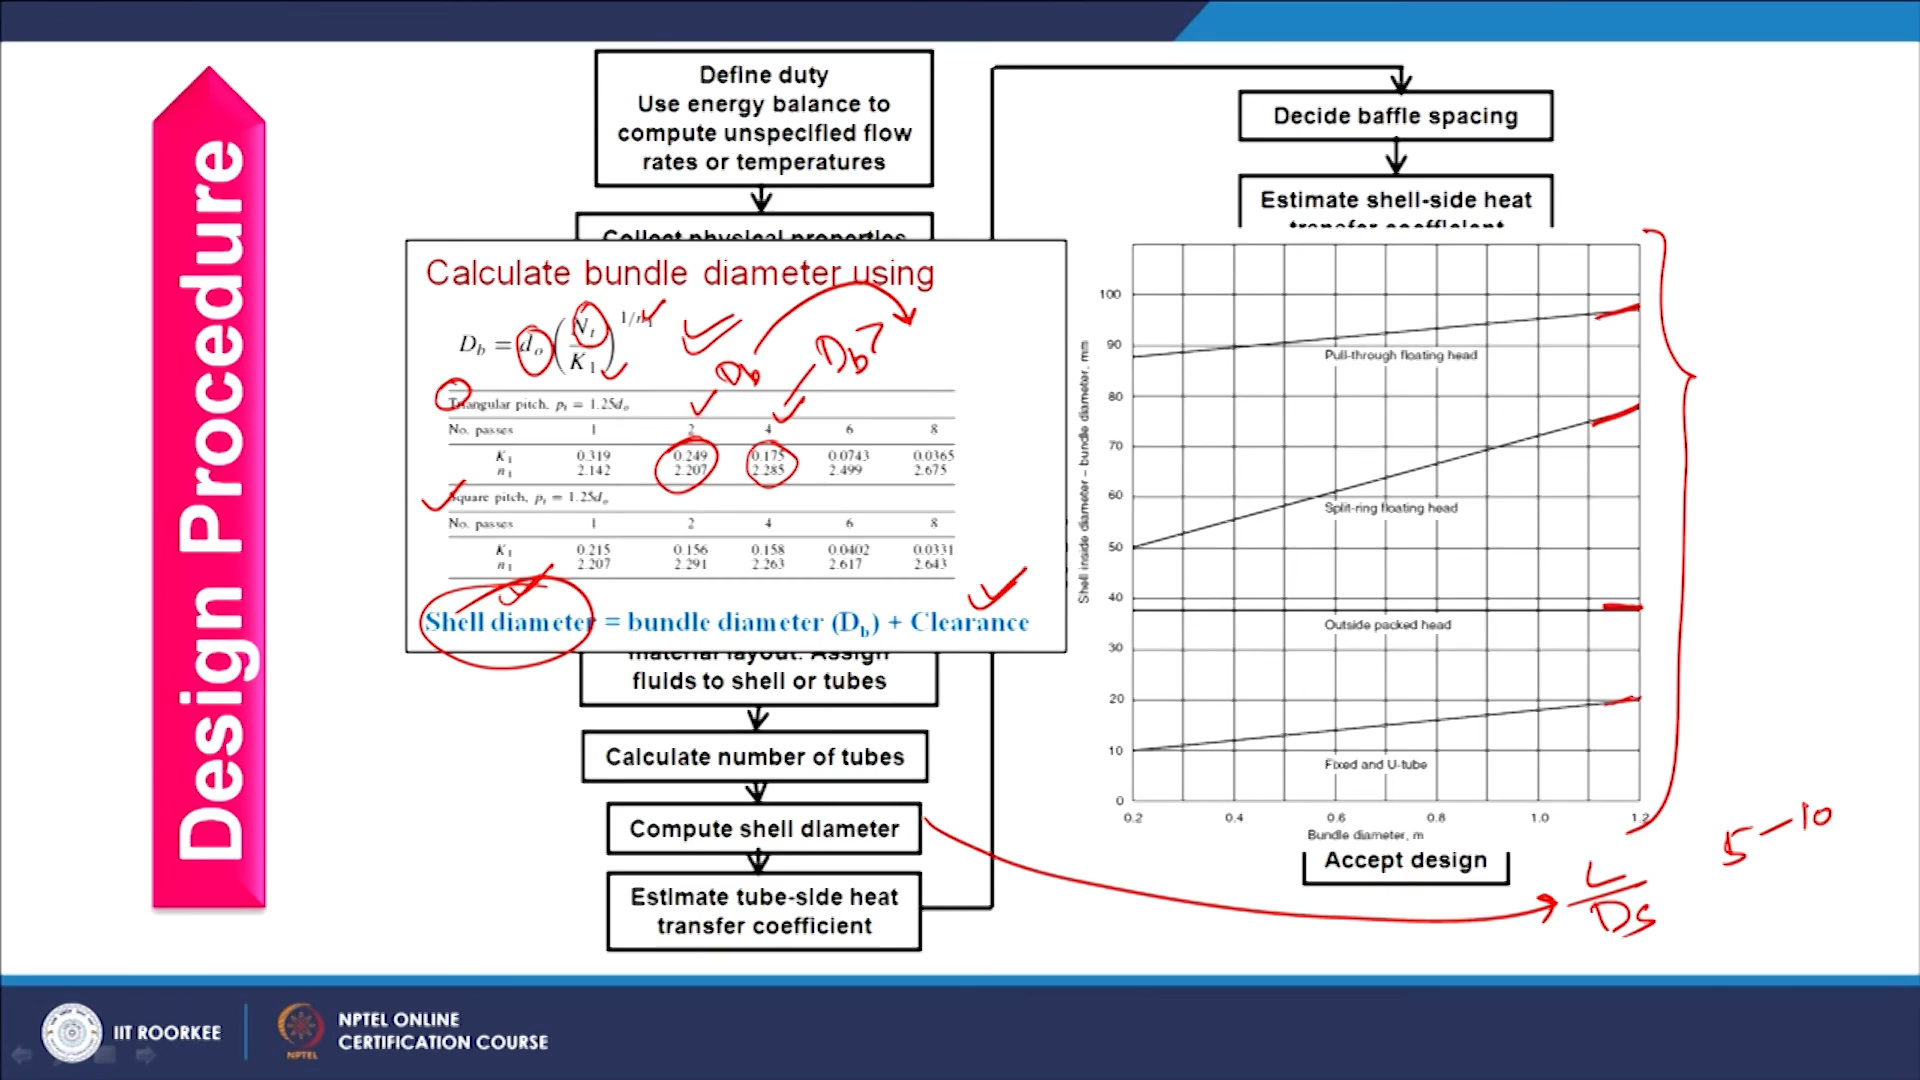 Design Procedure
Define duty
Use energy balance to
compute unspecified flow
rates or temperatures
Collect physical properties
Calculate bundle diameter using
D_b = d_o (N_t / K_1)^{1/n_1}
D_b
D_b?
Triangular pitch, p_t = 1.25d_o
No. passes 1 2 4 6 8
K_1 0.319 0.249 0.175 0.0743 0.0365
n_1 2.142 2.207 2.285 2.499 2.675
Square pitch, p_t = 1.25d_o
No. passes 1 2 4 6 8
K_1 0.215 0.156 0.158 0.0402 0.0331
n_1 2.207 2.291 2.263 2.617 2.643
Shell diameter = bundle diameter (D_b) + Clearance
material layout. Assign
fluids to shell or tubes
Calculate number of tubes
Compute shell diameter
Estimate tube-side heat
transfer coefficient
Decide baffle spacing
Estimate shell-side heat
transfer coefficient
Shell inside diameter – bundle diameter, mm
100
90
80
70
60
50
40
30
20
10
0
Pull-through floating head
Split-ring floating head
Outside packed head
Fixed and U-tube
0.2 0.4 0.6 0.8 1.0 1.2
Bundle diameter, m
Accept design
5 – 10
L
Ds
IIT ROORKEE
NPTEL
NPTEL ONLINE
CERTIFICATION COURSE